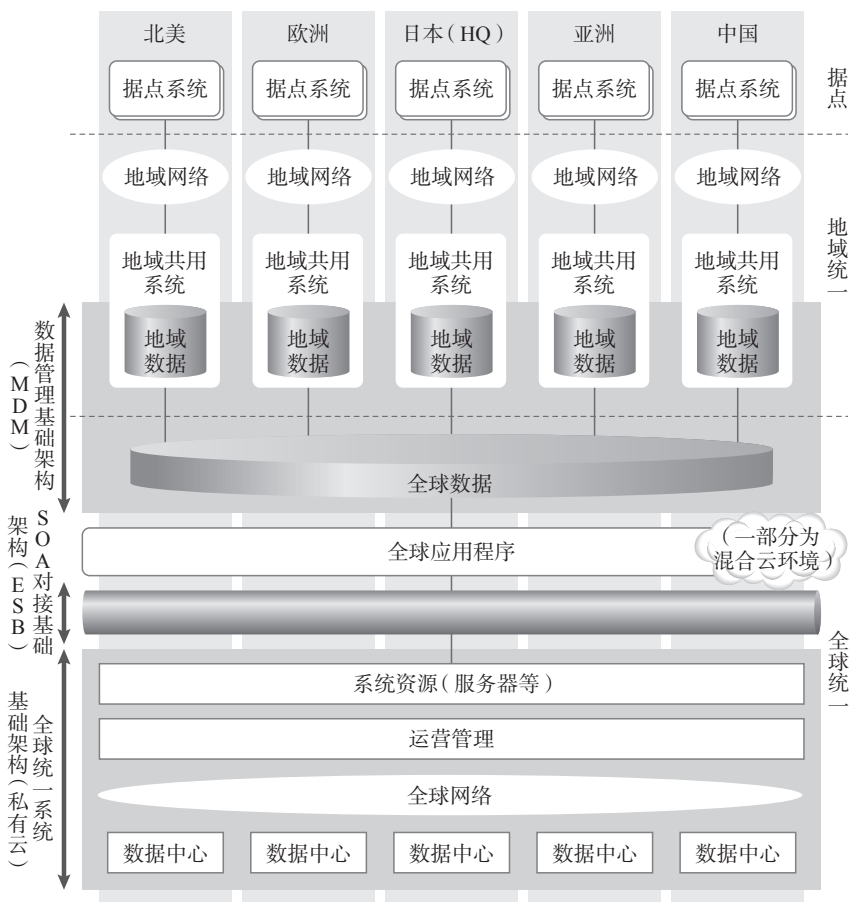 北美
欧洲
日本（HQ）
亚洲
中国
据点系统
据点系统
据点系统
据点系统
据点系统
据点
地域网络
地域网络
地域网络
地域网络
地域网络
地域统一
地域共用
系统
地域共用
系统
地域共用
系统
地域共用
系统
地域共用
系统
地域
数据
地域
数据
地域
数据
地域
数据
地域
数据
数据管理基础架构
（MDM）
全球数据
SOA对接基础
架构（ESB）
全球应用程序
（一部分为
混合云环境）
全球统一
全球统一系统
基础架构（私有云）
系统资源（服务器等）
运营管理
全球网络
数据中心
数据中心
数据中心
数据中心
数据中心